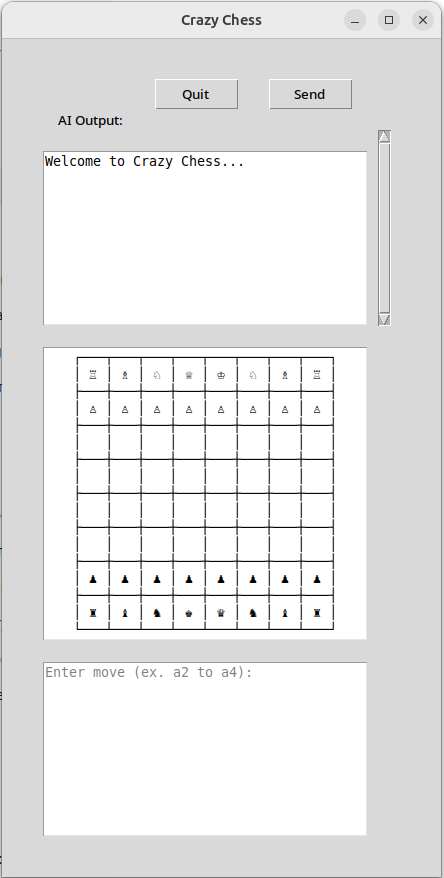 Crazy Chess
Quit Send
AI Output:
Welcome to Crazy Chess...
♖ ♗ ♘ ♕ ♔ ♘ ♗ ♖
♙ ♙ ♙ ♙ ♙ ♙ ♙ ♙
♟ ♟ ♟ ♟ ♟ ♟ ♟ ♟
♜ ♝ ♞ ♚ ♛ ♞ ♝ ♜
Enter move (ex. a2 to a4):